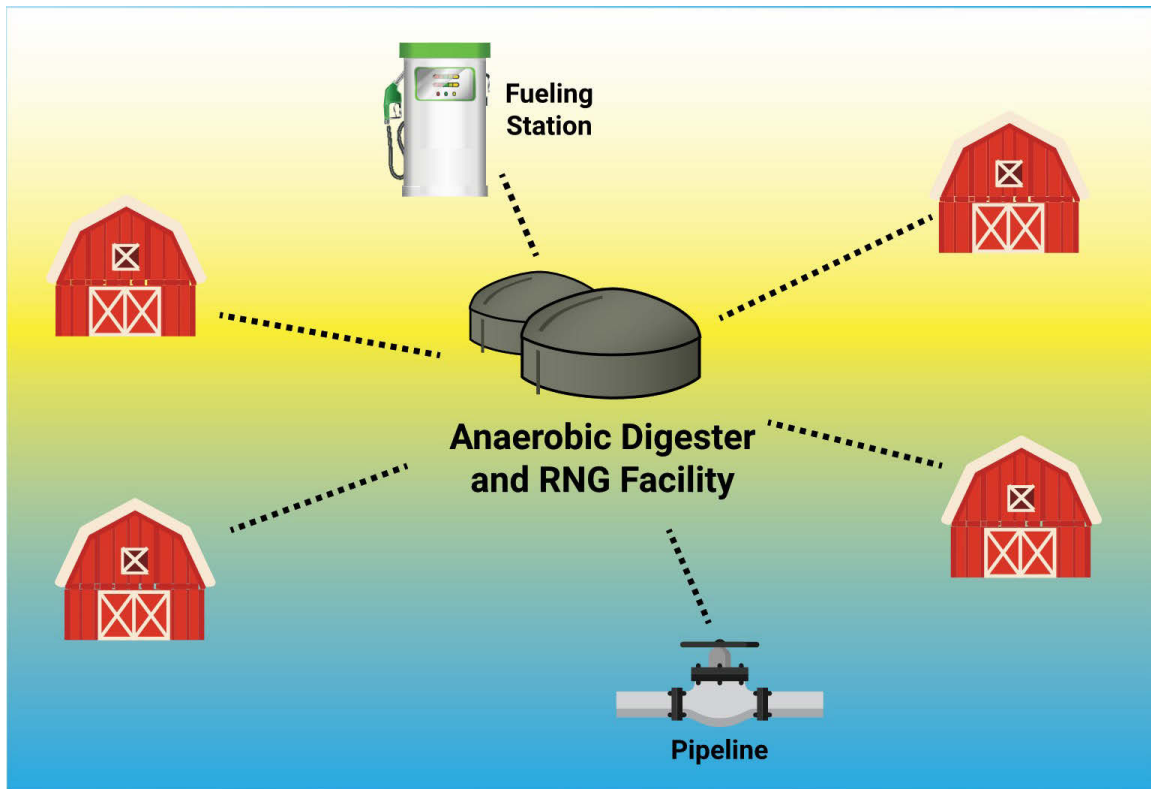 Fueling
Station
Anaerobic Digester
and RNG Facility
Pipeline